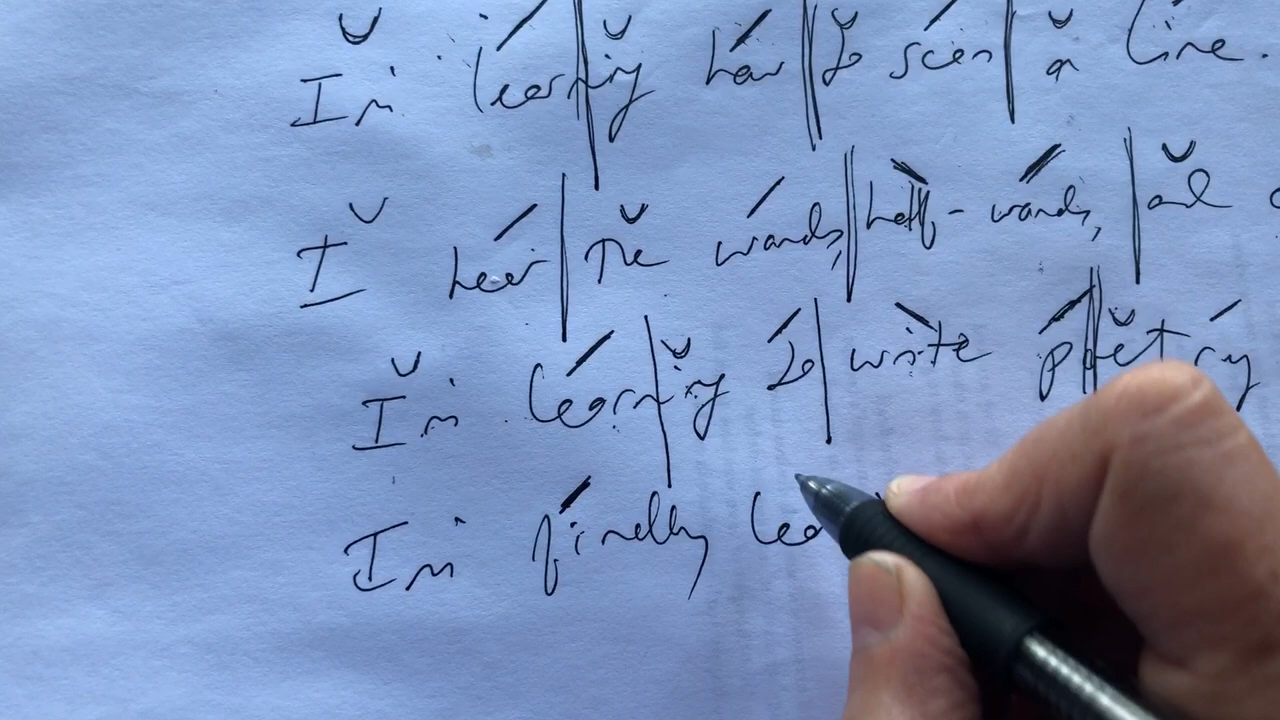 I'm learning how to scan a line.
I hear the words, half-words, and
I'm learning to write poetry
I'm finally lea